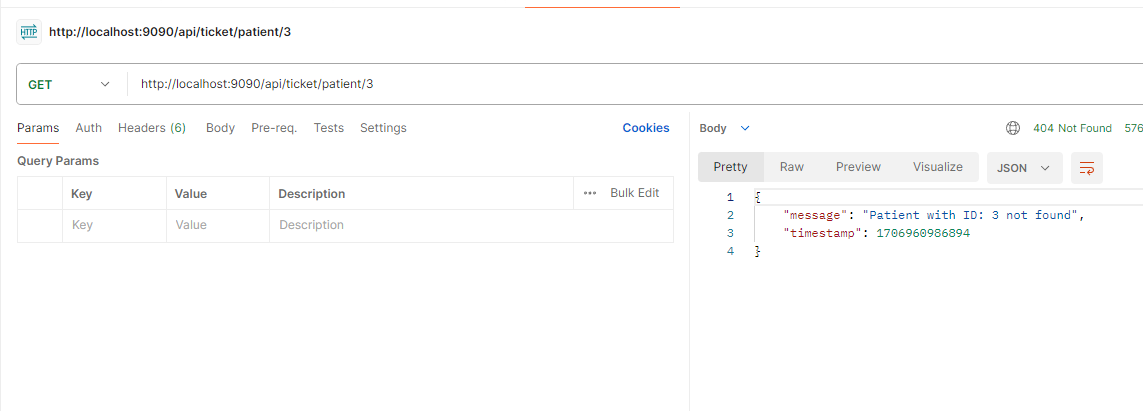 HTTP http://localhost:9090/api/ticket/patient/3
GET http://localhost:9090/api/ticket/patient/3
Params Auth Headers (6) Body Pre-req. Tests Settings Cookies
Query Params
Key Value Description ••• Bulk Edit
Key Value Description
Body 404 Not Found 576
Pretty Raw Preview Visualize JSON
1 {
2 "message": "Patient with ID: 3 not found",
3 "timestamp": 1706960986894
4 }